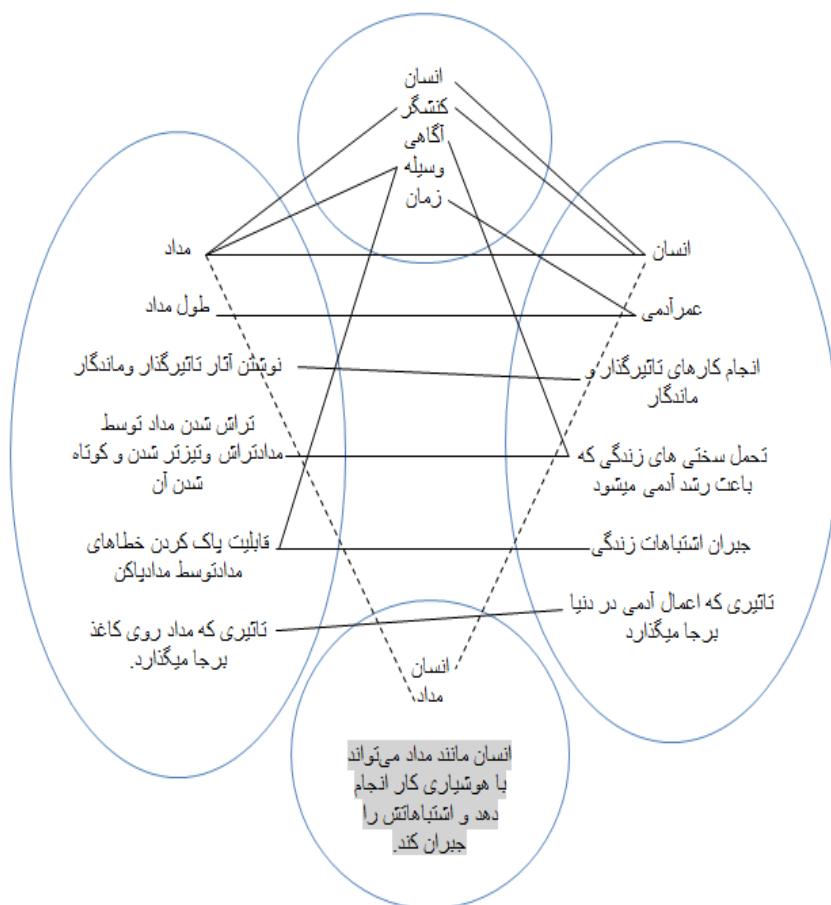 انسان
کنشگر
آگاهی
وسیله
زمان
انسان
عمرآدمی
انجام کارهای تاثیرگذار و
ماندگار
تحمل سختی های زندگی که
باعث رشد آدمی میشود
جبران اشتباهات زندگی
تاثیری که اعمال آدمی در دنیا
برجا میگذارد
مداد
طول مداد
نوشتن آثار تاثیرگذار وماندگار
تراش شدن مداد توسط
مدادتراش وتیزتر شدن و کوتاه
شدن آن
قابلیت پاک کردن خطاهای
مدادتوسط مدادپاکن
تاثیری که مداد روی کاغذ
برجا میگذارد.
انسان
مداد
انسان مانند مداد می‌تواند
با هوشیاری کار انجام
دهد و اشتباهاتش را
جبران کند.